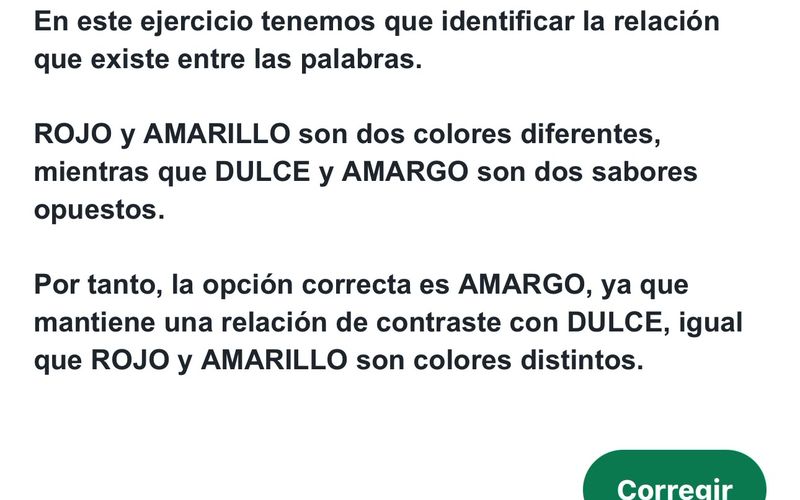 En este ejercicio tenemos que identificar la relación
que existe entre las palabras.
ROJO y AMARILLO son dos colores diferentes,
mientras que DULCE y AMARGO son dos sabores
opuestos.
Por tanto, la opción correcta es AMARGO, ya que
mantiene una relación de contraste con DULCE, igual
que ROJO y AMARILLO son colores distintos.
Corregir